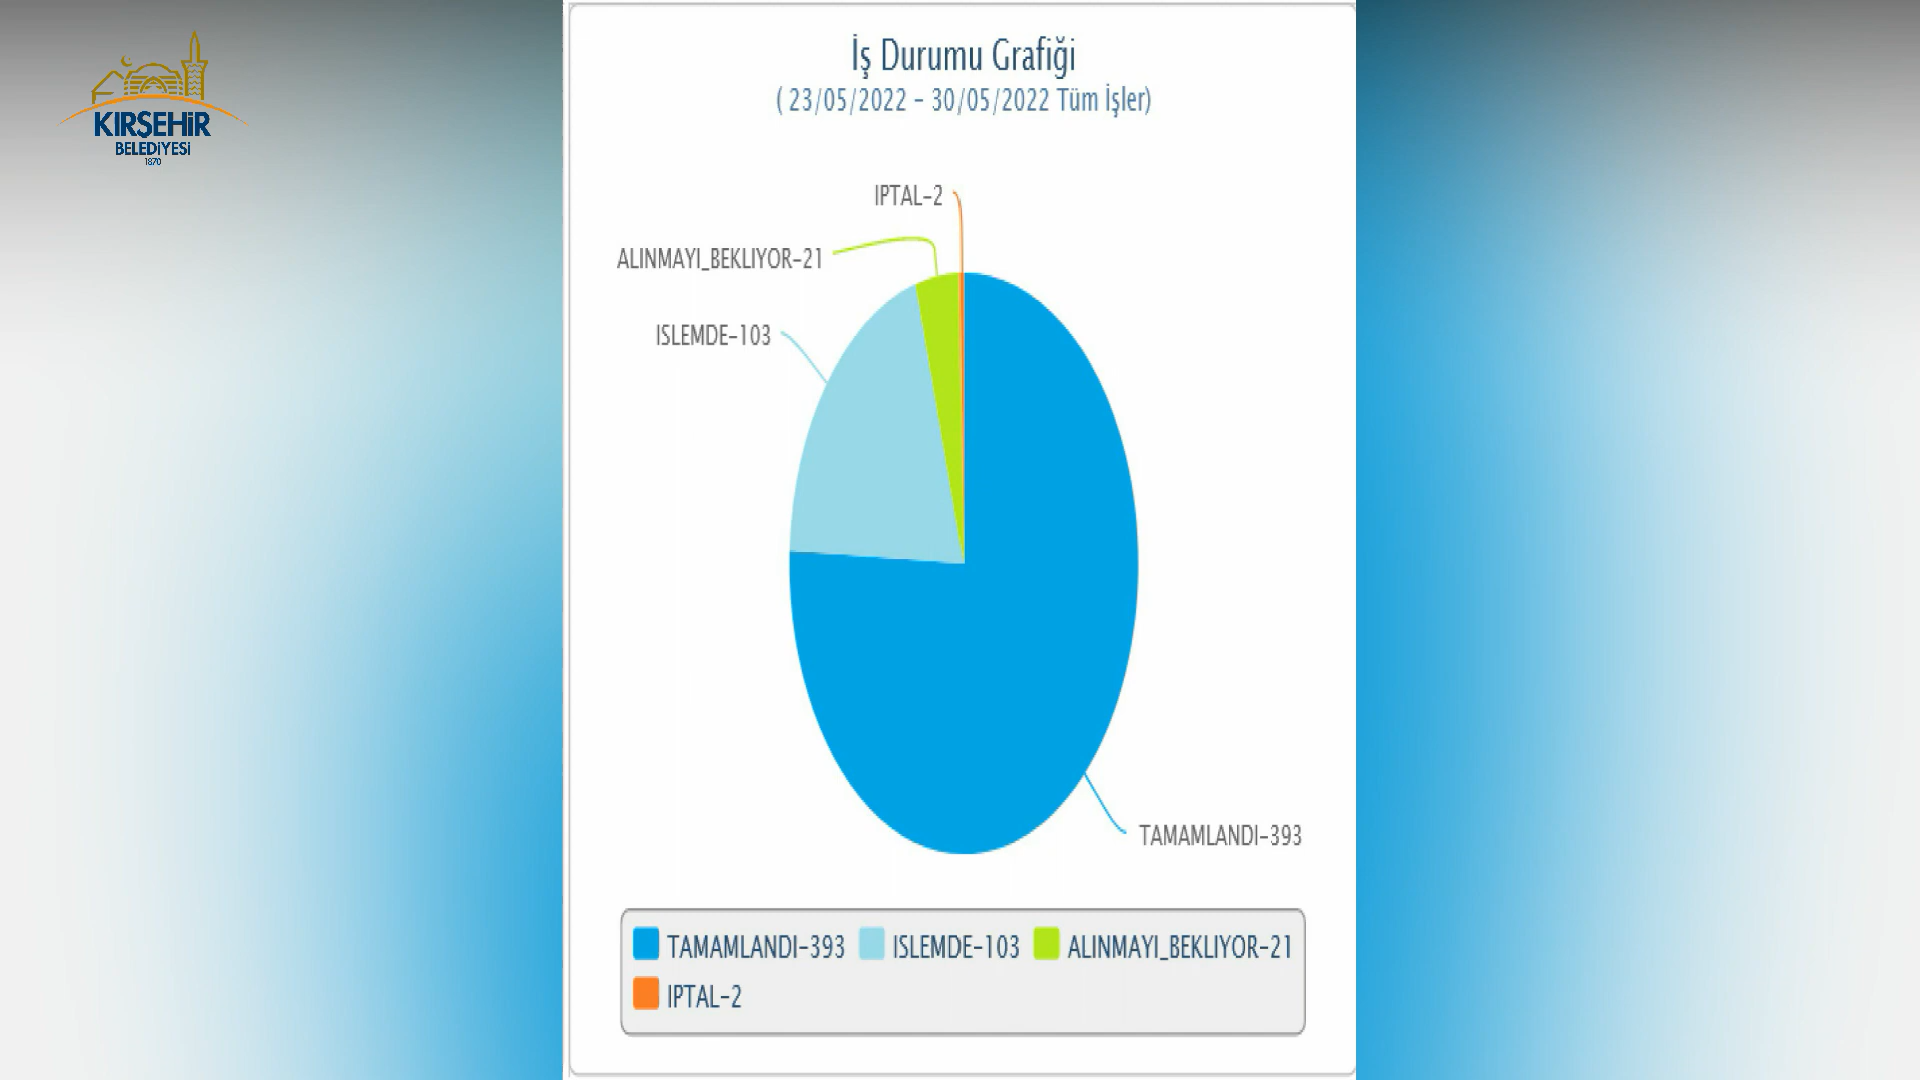 KIRŞEHİR
BELEDİYESİ
1870
İş Durumu Grafiği
( 23/05/2022 - 30/05/2022 Tüm İşler)
IPTAL-2
ALINMAYI_BEKLIYOR-21
ISLEMDE-103
TAMAMLANDI-393
TAMAMLANDI-393 ISLEMDE-103 ALINMAYI_BEKLIYOR-21
IPTAL-2